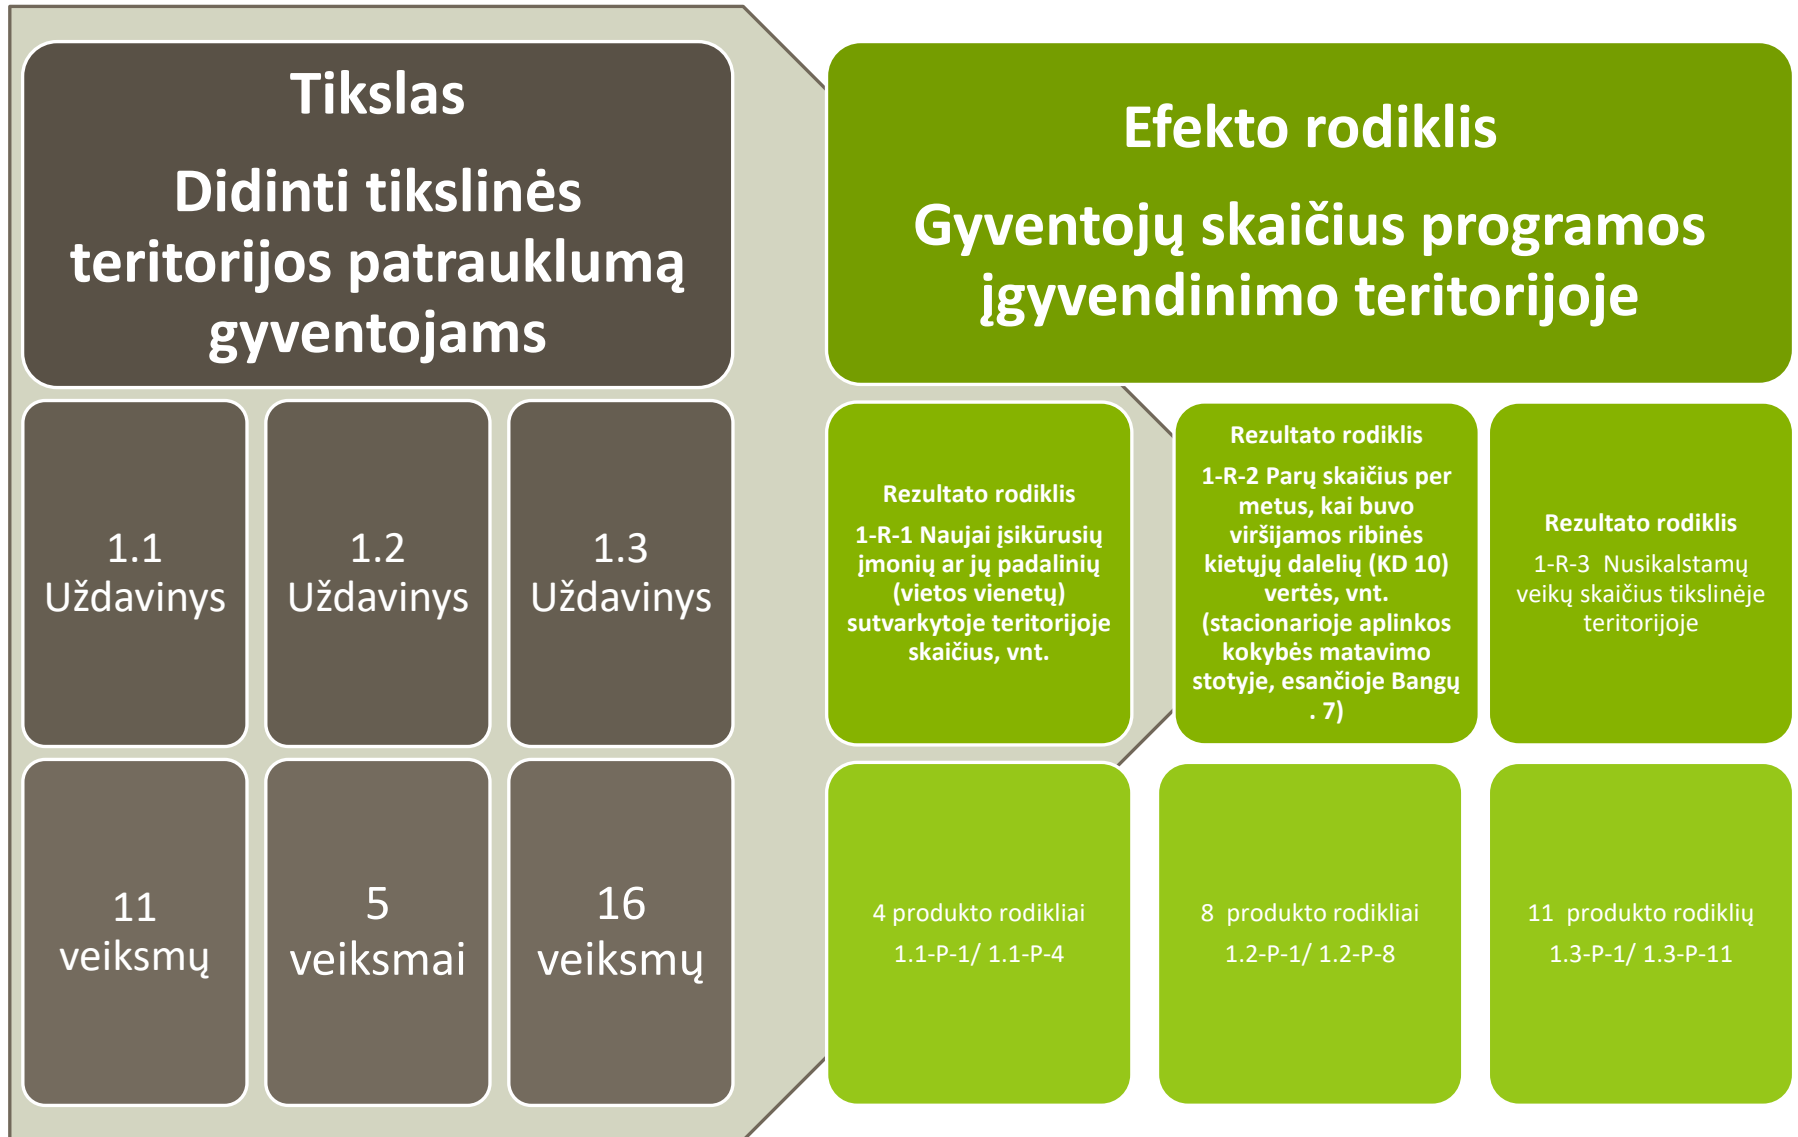 Tikslas
Didinti tikslinės
teritorijos patrauklumą
gyventojams
Efekto rodiklis
Gyventojų skaičius programos
įgyvendinimo teritorijoje
1.1
Uždavinys
1.2
Uždavinys
1.3
Uždavinys
Rezultato rodiklis
1-R-1 Naujai įsikūrusių
įmonių ar jų padalinių
(vietos vienetų)
sutvarkytoje teritorijoje
skaičius, vnt.
Rezultato rodiklis
1-R-2 Parų skaičius per
metus, kai buvo
viršijamos ribinės
kietųjų dalelių (KD 10)
vertės, vnt.
(stacionarioje aplinkos
kokybės matavimo
stotyje, esančioje Bangų
. 7)
Rezultato rodiklis
1-R-3 Nusikalstamų
veikų skaičius tikslinėje
teritorijoje
11
veiksmų
5
veiksmai
16
veiksmų
4 produkto rodikliai
1.1-P-1/ 1.1-P-4
8 produkto rodikliai
1.2-P-1/ 1.2-P-8
11 produkto rodiklių
1.3-P-1/ 1.3-P-11